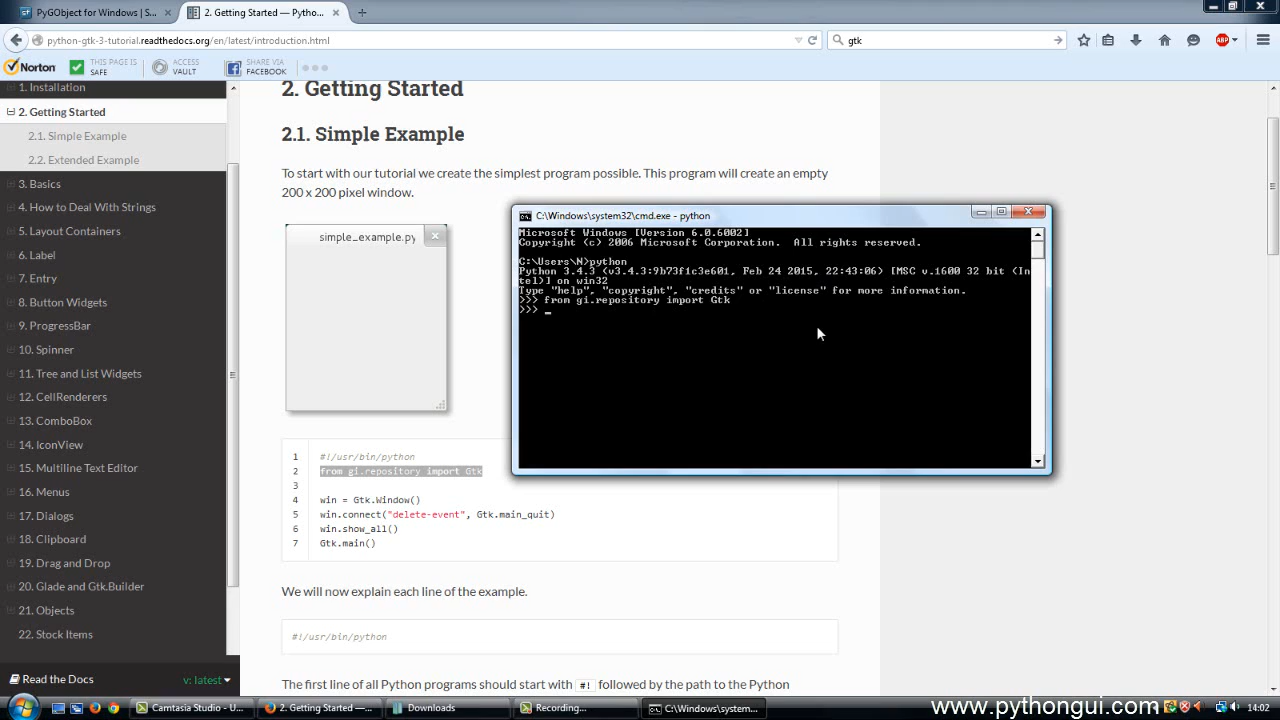 PyGObject for Windows | S...
2. Getting Started — Pytho...
python-gtk-3-tutorial.readthedocs.org/en/latest/introduction.html
gtk
ABP
Norton
THIS PAGE IS
SAFE
ACCESS
VAULT
SHARE VIA
FACEBOOK
1. Installation
2. Getting Started
2.1. Simple Example
2.2. Extended Example
3. Basics
4. How to Deal With Strings
5. Layout Containers
6. Label
7. Entry
8. Button Widgets
9. ProgressBar
10. Spinner
11. Tree and List Widgets
12. CellRenderers
13. ComboBox
14. IconView
15. Multiline Text Editor
16. Menus
17. Dialogs
18. Clipboard
19. Drag and Drop
20. Glade and Gtk.Builder
21. Objects
22. Stock Items
Read the Docs
v: latest
2. Getting Started
2.1. Simple Example
To start with our tutorial we create the simplest program possible. This program will create an empty
200 x 200 pixel window.
simple_example.py
C:\Windows\system32\cmd.exe - python
Microsoft Windows [Version 6.0.6002]
Copyright (c) 2006 Microsoft Corporation. All rights reserved.
C:\Users\N>python
Python 3.4.3 (v3.4.3:9b73f1c3e601, Feb 24 2015, 22:43:06) [MSC v.1600 32 bit (In
tel)] on win32
Type "help", "copyright", "credits" or "license" for more information.
>>> from gi.repository import Gtk
>>> _
1 #!/usr/bin/python
2 from gi.repository import Gtk
3
4 win = Gtk.Window()
5 win.connect("delete-event", Gtk.main_quit)
6 win.show_all()
7 Gtk.main()
We will now explain each line of the example.
#!/usr/bin/python
The first line of all Python programs should start with #! followed by the path to the Python
Camtasia Studio - U...
2. Getting Started —...
Downloads
Recording...
C:\Windows\system...
www.pythongui.com
14:02